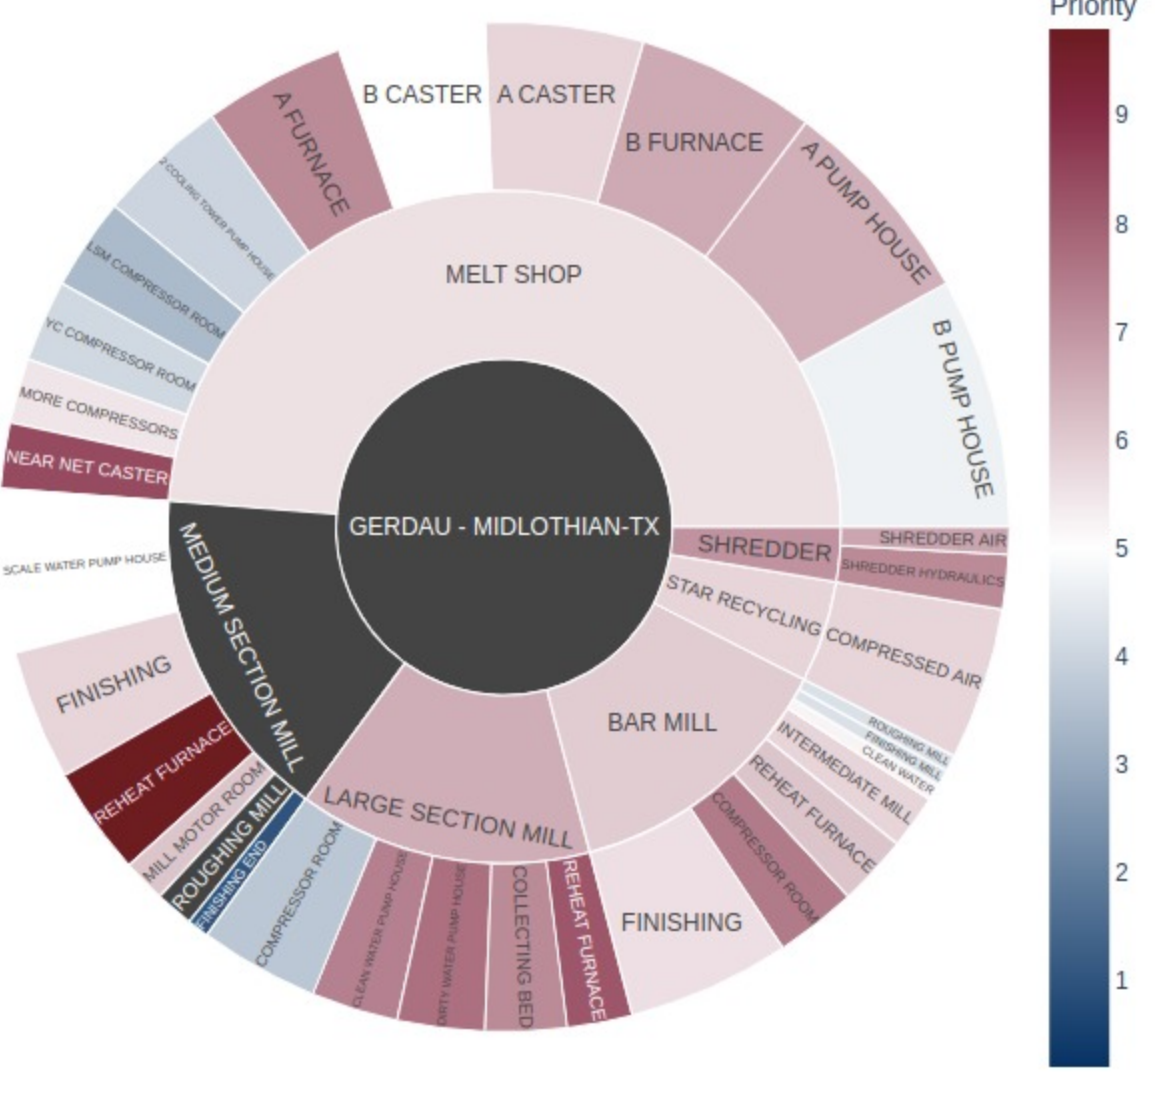 Priority
9
8
7
6
5
4
3
2
1
GERDAU - MIDLOTHIAN-TX
MELT SHOP
B CASTER
A CASTER
B FURNACE
A PUMP HOUSE
B PUMP HOUSE
A FURNACE
2 COOLING TOWER PUMP HOUSE
LSM COMPRESSOR ROOM
YC COMPRESSOR ROOM
MORE COMPRESSORS
NEAR NET CASTER
SHREDDER
SHREDDER AIR
SHREDDER HYDRAULICS
STAR RECYCLING
COMPRESSED AIR
BAR MILL
ROUGHING MILL
FINISHING MILL
CLEAN WATER
INTERMEDIATE MILL
REHEAT FURNACE
COMPRESSOR ROOM
FINISHING
LARGE SECTION MILL
REHEAT FURNACE
COLLECTING BED
DIRTY WATER PUMP HOUSE
CLEAN WATER PUMP HOUSE
COMPRESSOR ROOM
MEDIUM SECTION MILL
FINISHING END
ROUGHING MILL
MILL MOTOR ROOM
REHEAT FURNACE
FINISHING
SCALE WATER PUMP HOUSE